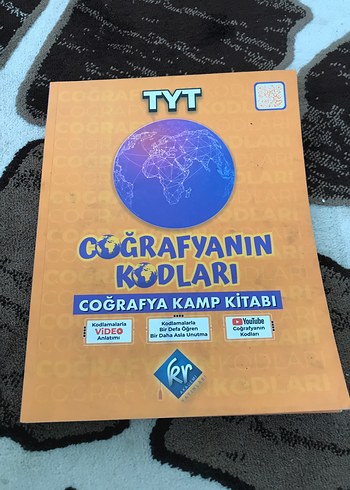 TYT
COĞRAFYANIN
KODLARI
COĞRAFYA KAMP KİTABI
Kodlamalarla
VİDEO
Anlatımı
Kodlamalarla
Bir Defa Öğren
Bir Daha Asla Unutma
YouTube
Coğrafyanın
Kodları
kr